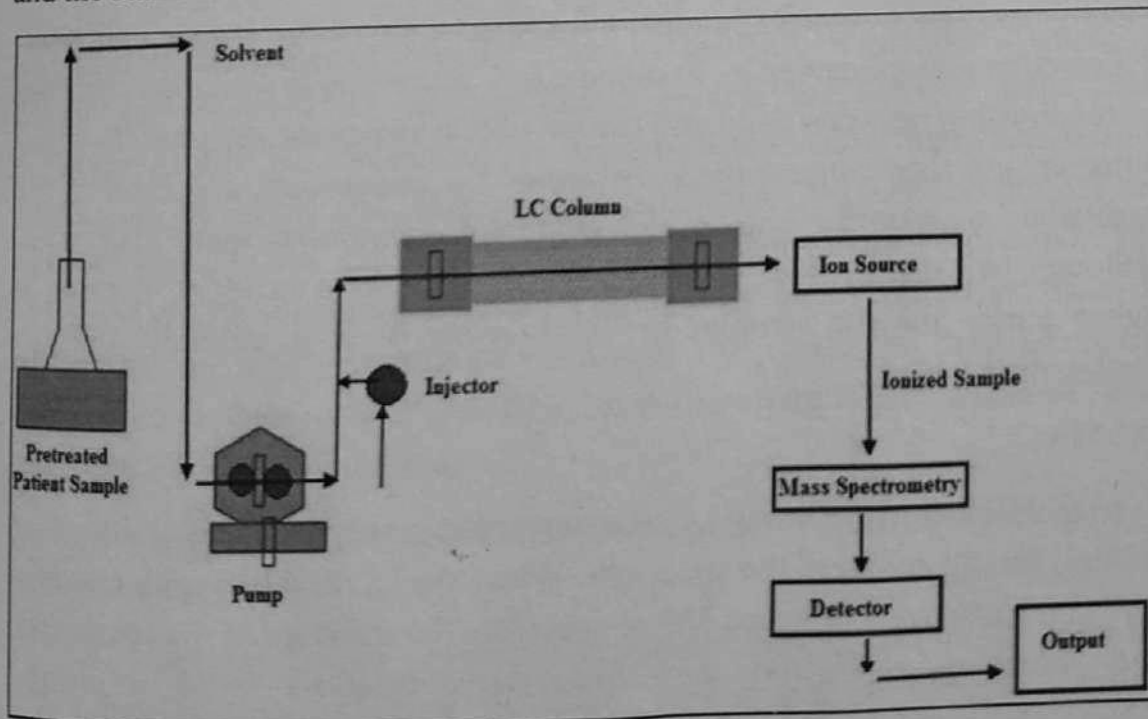 Solvent
LC Column
Ion Source
Injector
Ionized Sample
Pretreated
Patient Sample
Mass Spectrometry
Pump
Detector
Output